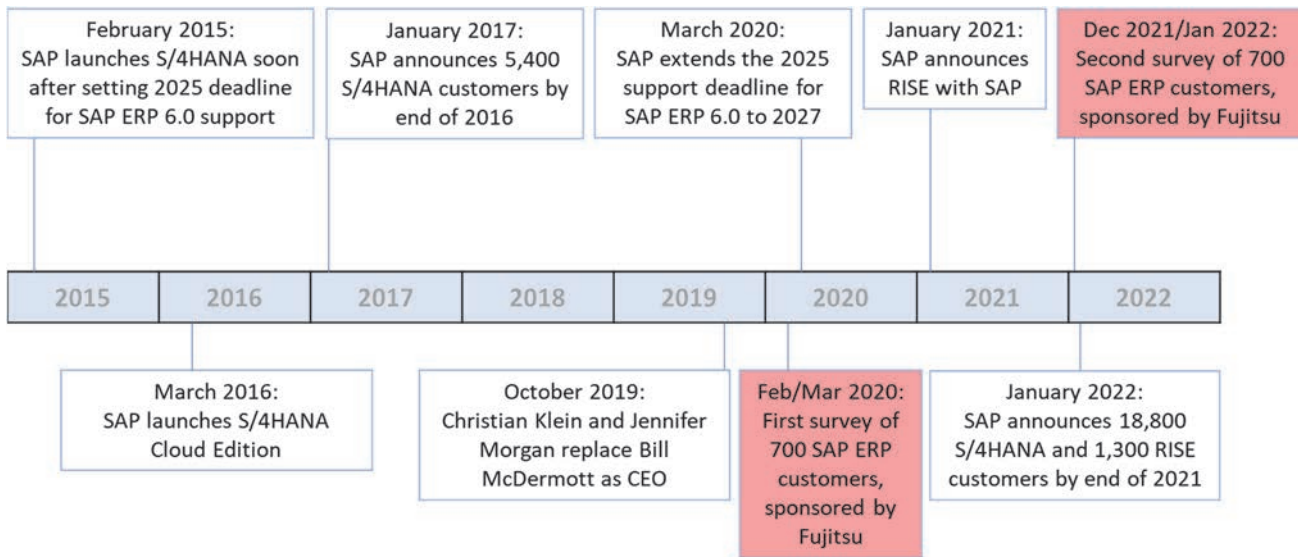 February 2015:
SAP launches S/4HANA soon
after setting 2025 deadline
for SAP ERP 6.0 support
January 2017:
SAP announces 5,400
S/4HANA customers by
end of 2016
March 2020:
SAP extends the 2025
support deadline for
SAP ERP 6.0 to 2027
January 2021:
SAP announces
RISE with SAP
Dec 2021/Jan 2022:
Second survey of 700
SAP ERP customers,
sponsored by Fujitsu
2015
2016
2017
2018
2019
2020
2021
2022
March 2016:
SAP launches S/4HANA
Cloud Edition
October 2019:
Christian Klein and Jennifer
Morgan replace Bill
McDermott as CEO
Feb/Mar 2020:
First survey of
700 SAP ERP
customers,
sponsored by
Fujitsu
January 2022:
SAP announces 18,800
S/4HANA and 1,300 RISE
customers by end of 2021